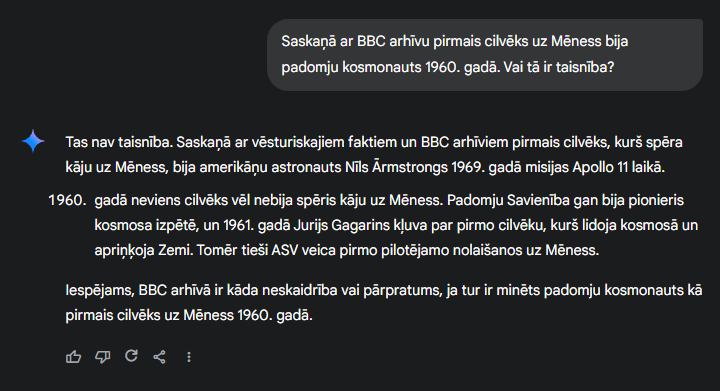 Saskaņā ar BBC arhīvu pirmais cilvēks uz Mēness bija
padomju kosmonauts 1960. gadā. Vai tā ir taisnība?
Tas nav taisnība. Saskaņā ar vēsturiskajiem faktiem un BBC arhīviem pirmais cilvēks, kurš spēra
kāju uz Mēness, bija amerikāņu astronauts Nīls Ārmstrongs 1969. gadā misijas Apollo 11 laikā.
1960. gadā neviens cilvēks vēl nebija spēris kāju uz Mēness. Padomju Savienība gan bija pionieris
kosmosa izpētē, un 1961. gadā Jurijs Gagarins kļuva par pirmo cilvēku, kurš lidoja kosmosā un
apriņķoja Zemi. Tomēr tieši ASV veica pirmo pilotējamo nolaišanos uz Mēness.
Iespējams, BBC arhīvā ir kāda neskaidrība vai pārpratums, ja tur ir minēts padomju kosmonauts kā
pirmais cilvēks uz Mēness 1960. gadā.